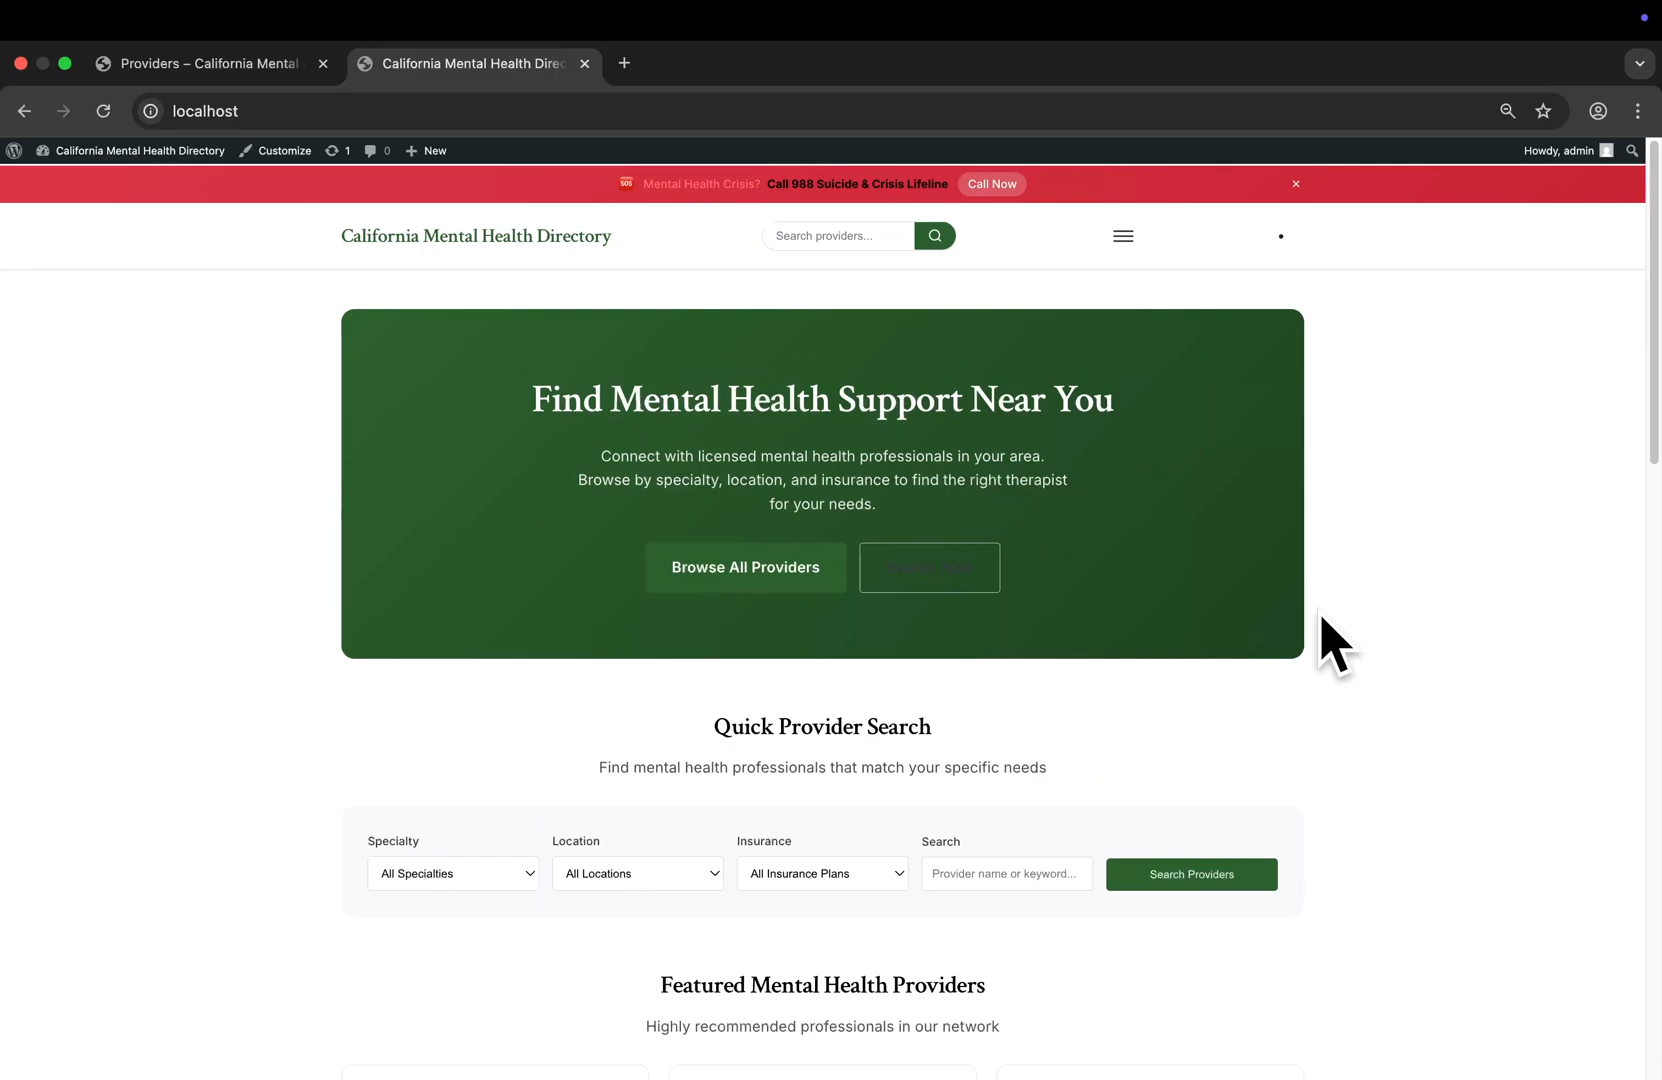 Providers – California Mental
California Mental Health Direc
localhost
California Mental Health Directory
Customize
1
0
New
Howdy, admin
SOS
Mental Health Crisis? Call 988 Suicide & Crisis Lifeline
Call Now
California Mental Health Directory
Search providers...
Find Mental Health Support Near You
Connect with licensed mental health professionals in your area.
Browse by specialty, location, and insurance to find the right therapist
for your needs.
Browse All Providers
Quick Provider Search
Find mental health professionals that match your specific needs
Specialty
Location
Insurance
Search
All Specialties
All Locations
All Insurance Plans
Provider name or keyword...
Search Providers
Featured Mental Health Providers
Highly recommended professionals in our network